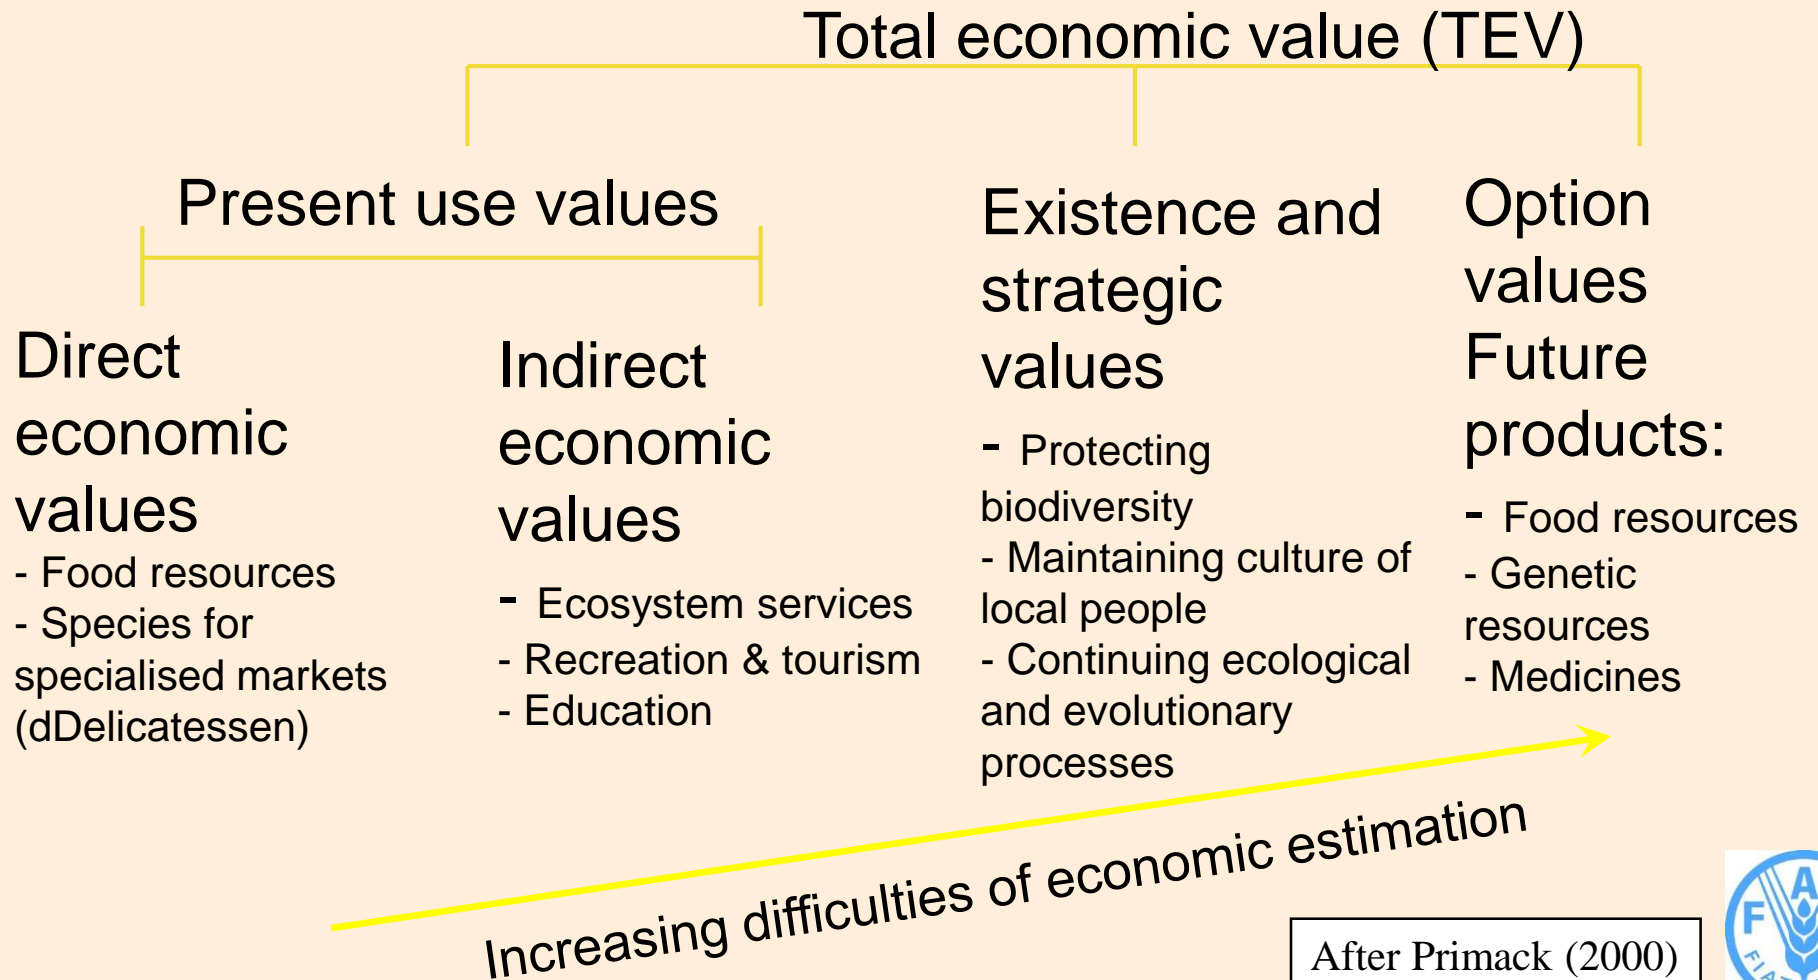 Total economic value (TEV)
Present use values
Direct
economic
values
- Food resources
- Species for
specialised markets
(dDelicatessen)
Indirect
economic
values
- Ecosystem services
- Recreation & tourism
- Education
Existence and
strategic
values
- Protecting
biodiversity
- Maintaining culture of
local people
- Continuing ecological
and evolutionary
processes
Option
values
Future
products:
- Food resources
- Genetic
resources
- Medicines
Increasing difficulties of economic estimation
After Primack (2000)
F A
FIAT